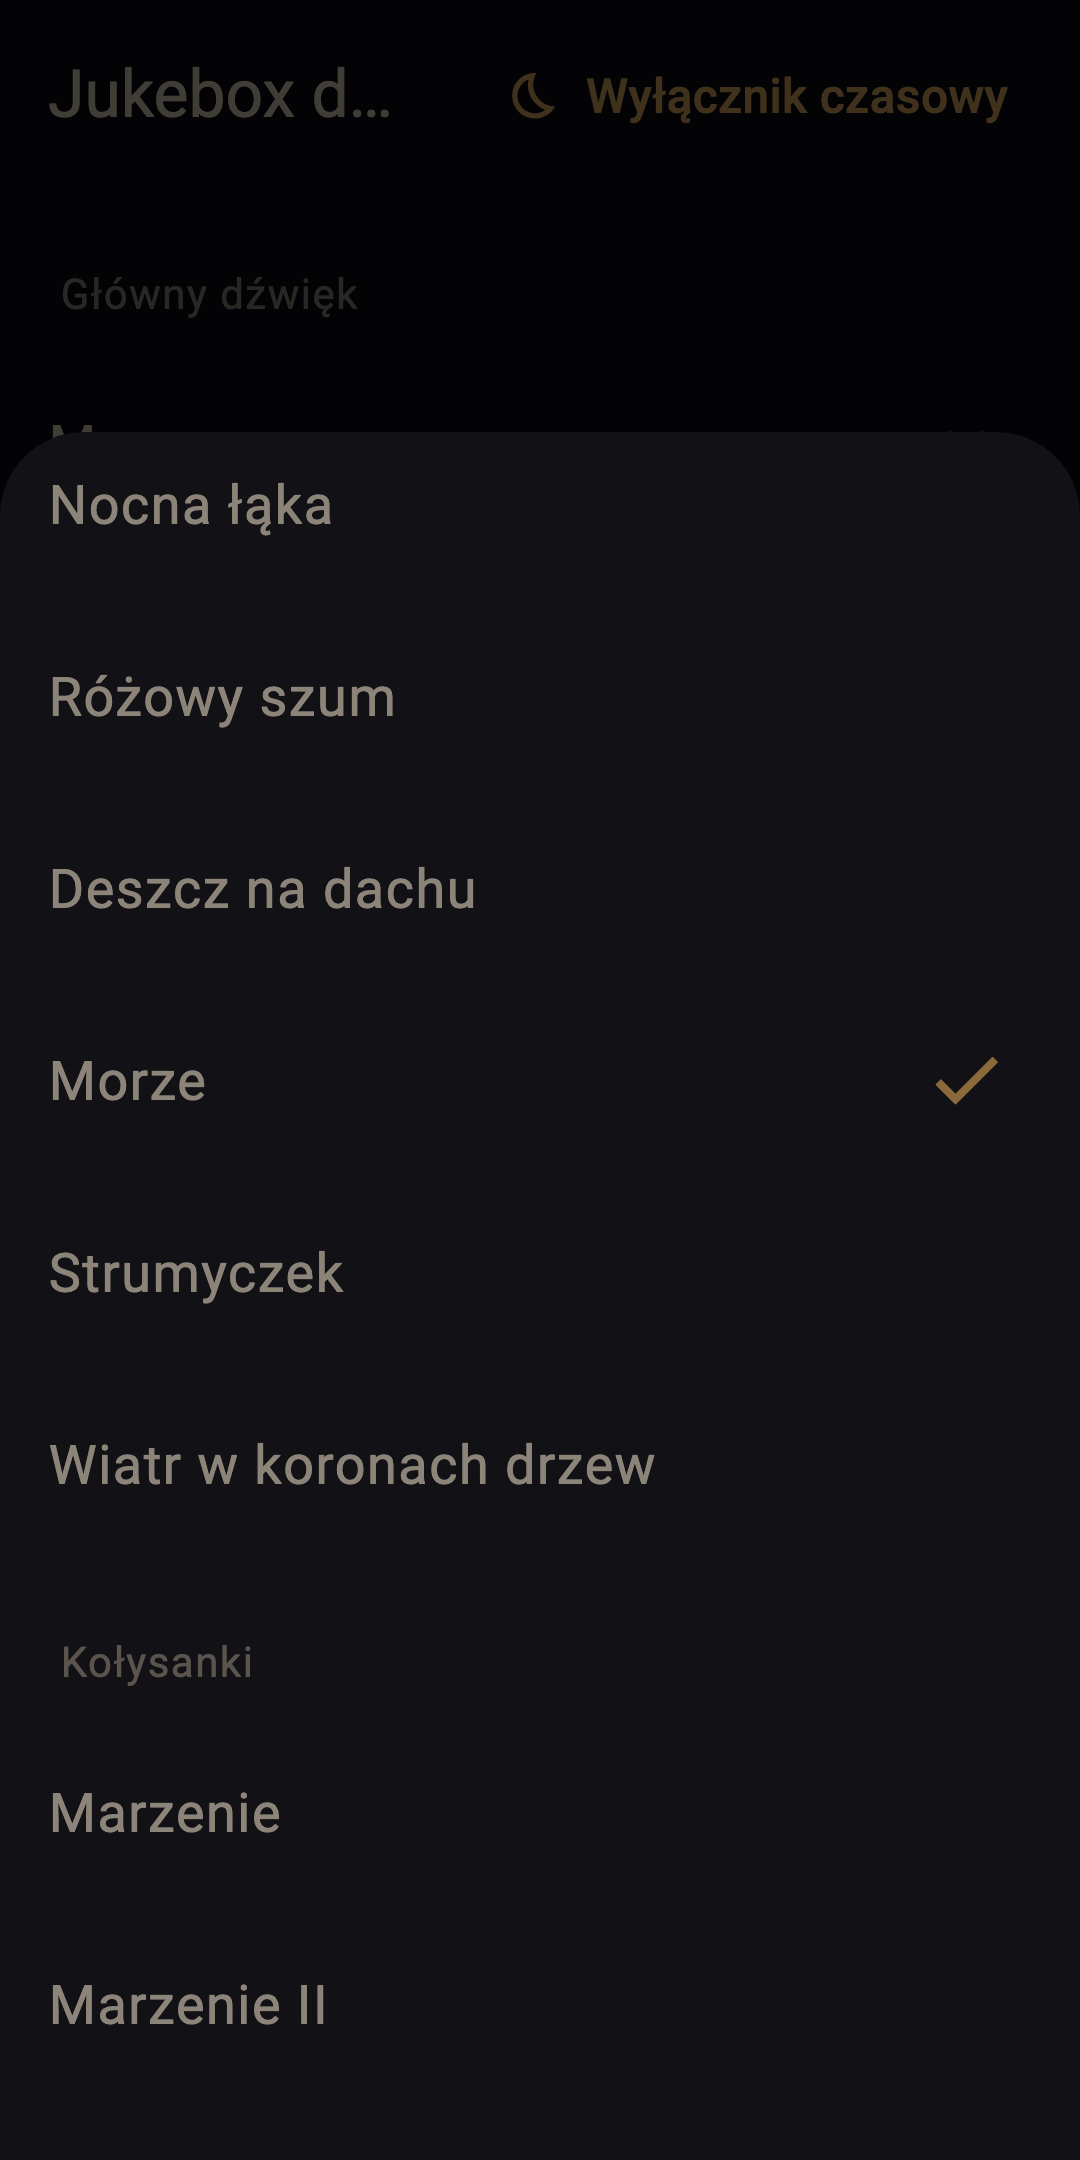 Jukebox d...
Wyłącznik czasowy
Główny dźwięk
Nocna łąka
Różowy szum
Deszcz na dachu
Morze
Strumyczek
Wiatr w koronach drzew
Kołysanki
Marzenie
Marzenie II